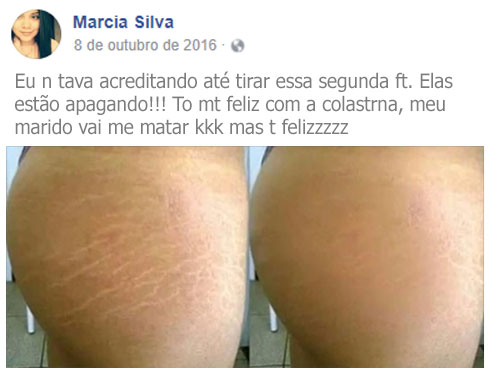 Marcia Silva
8 de outubro de 2016 ·
Eu n tava acreditando até tirar essa segunda ft. Elas
estão apagando!!! To mt feliz com a colastrna, meu
marido vai me matar kkk mas t felizzzzz